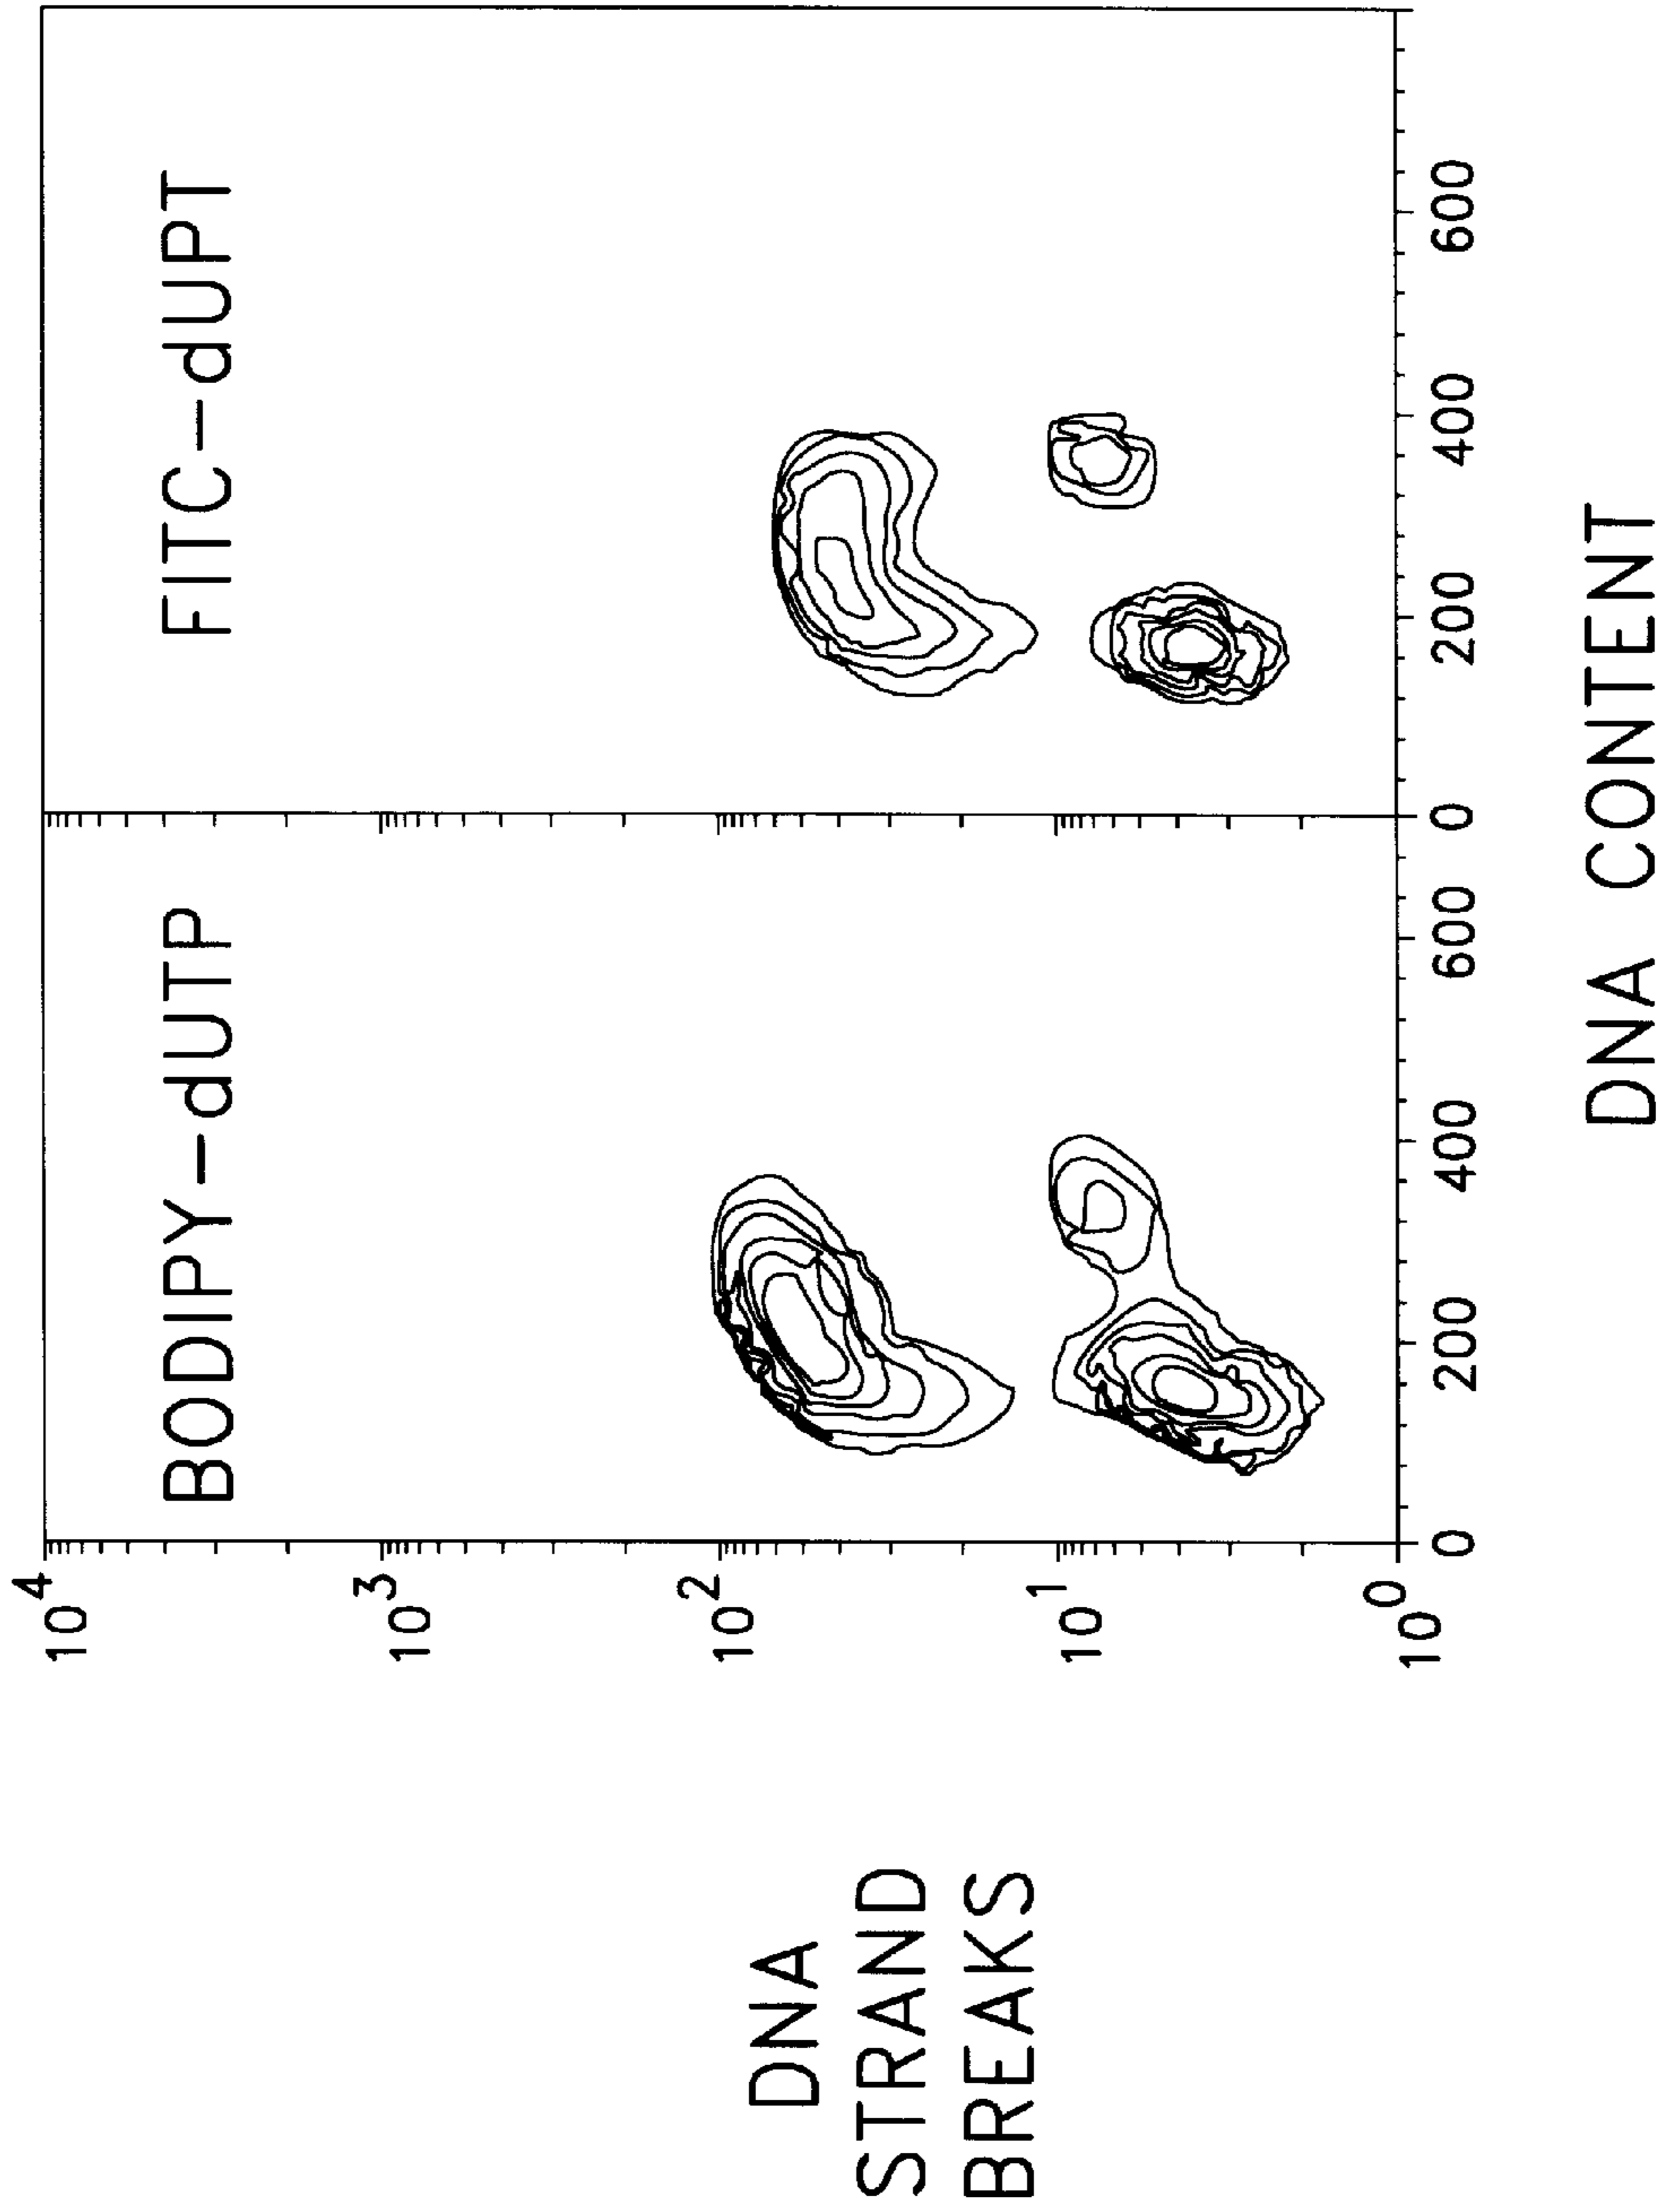 BODIPY-dUTP
FITC-dUPT
10 4
10 3
10 2
10 1
10 0
DNA
STRAND
BREAKS
0 200 400 600 0 200 400 600
DNA CONTENT